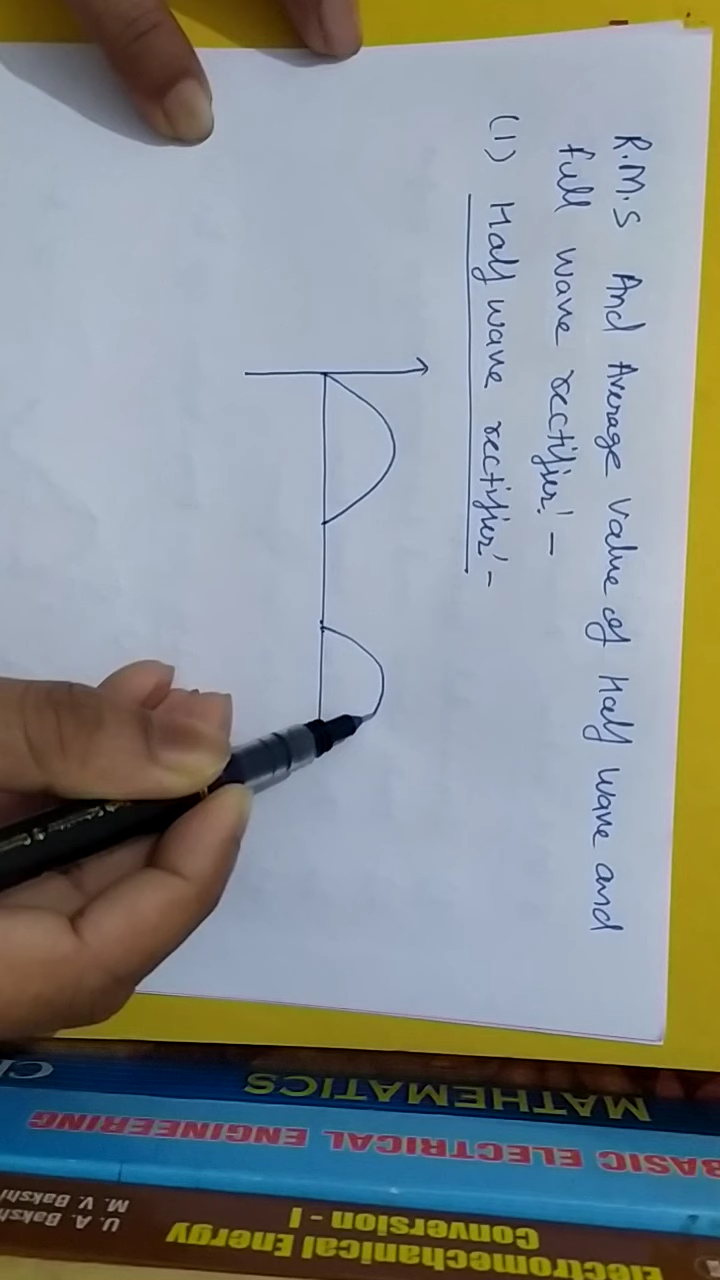 R.M.S And Average value of Half wave and
full wave rectifier:-
(1) Half wave rectifier:-
MATHEMATICS
BASIC ELECTRICAL ENGINEERING
Electromechanical Energy
Conversion - I
U. A. Bakshi
M. V. Bakshi